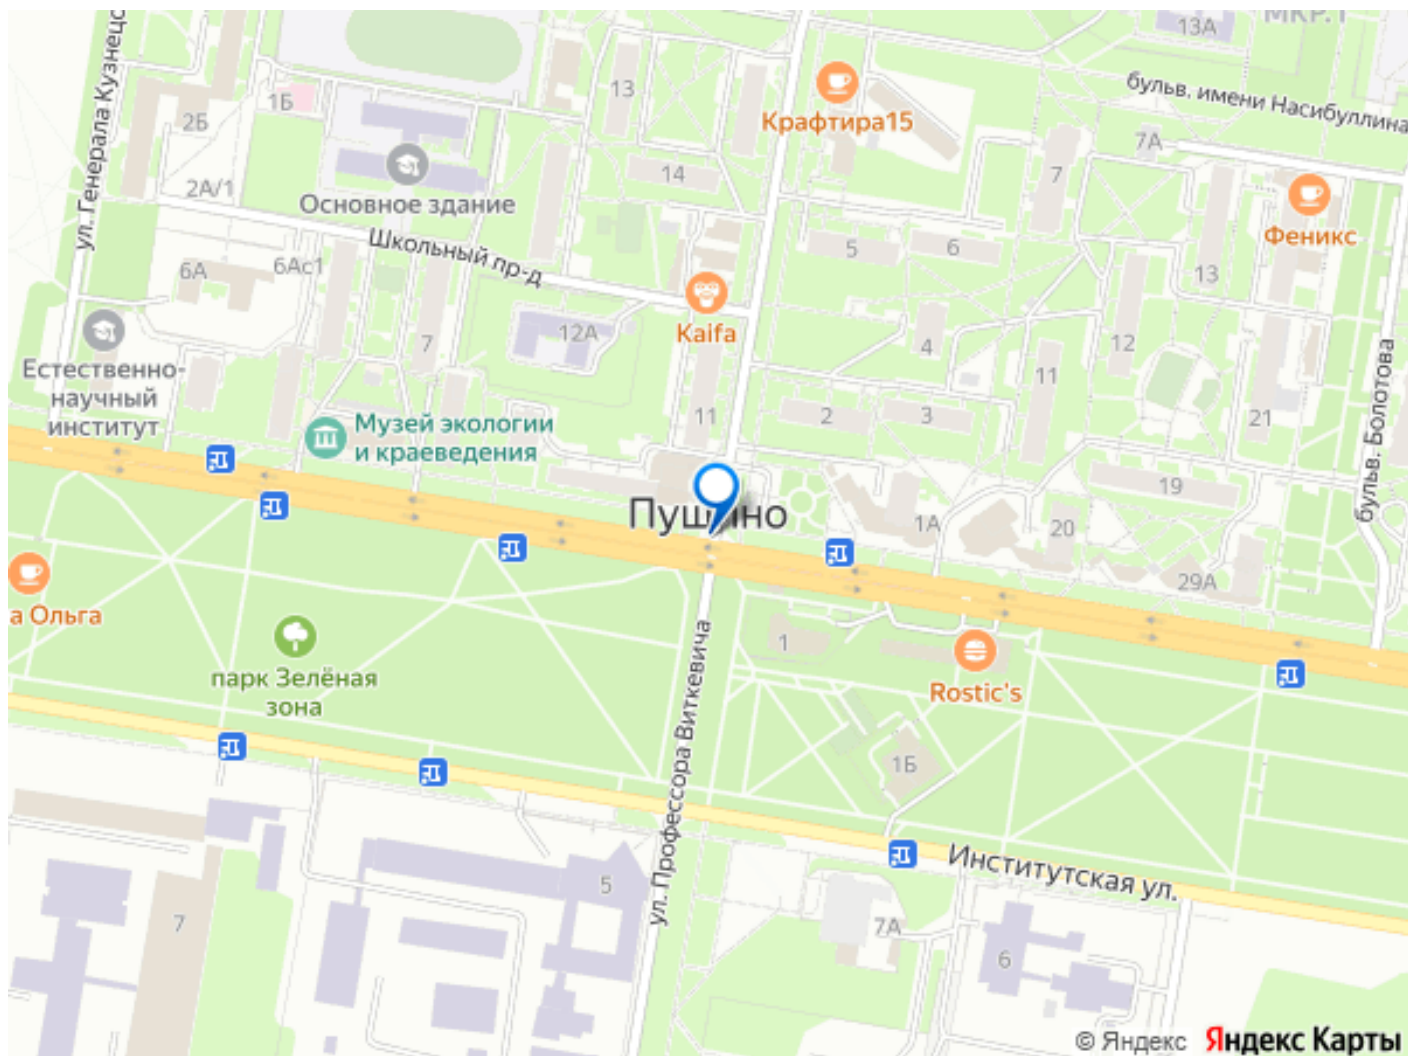 13А
МКР.1
ул. Генерала Кузнецо
1Б
2Б
13
Крафтира15
бульв. имени Насибуллина
7А
14
7
2А/1
Основное здание
Феникс
Школьный пр-д
5
6
13
6А
6Ас1
Kaifa
12А
7
4
12
Естественно-
научный
институт
11
11
2
3
21
бульв. Болотова
Музей экологии
и краеведения
19
Пущино
1А
20
29А
а Ольга
1
парк Зелёная
зона
Rostic's
ул. Профессора Виткевича
1Б
Институтская ул.
5
7
7А
6
© Яндекс Яндекс Карты